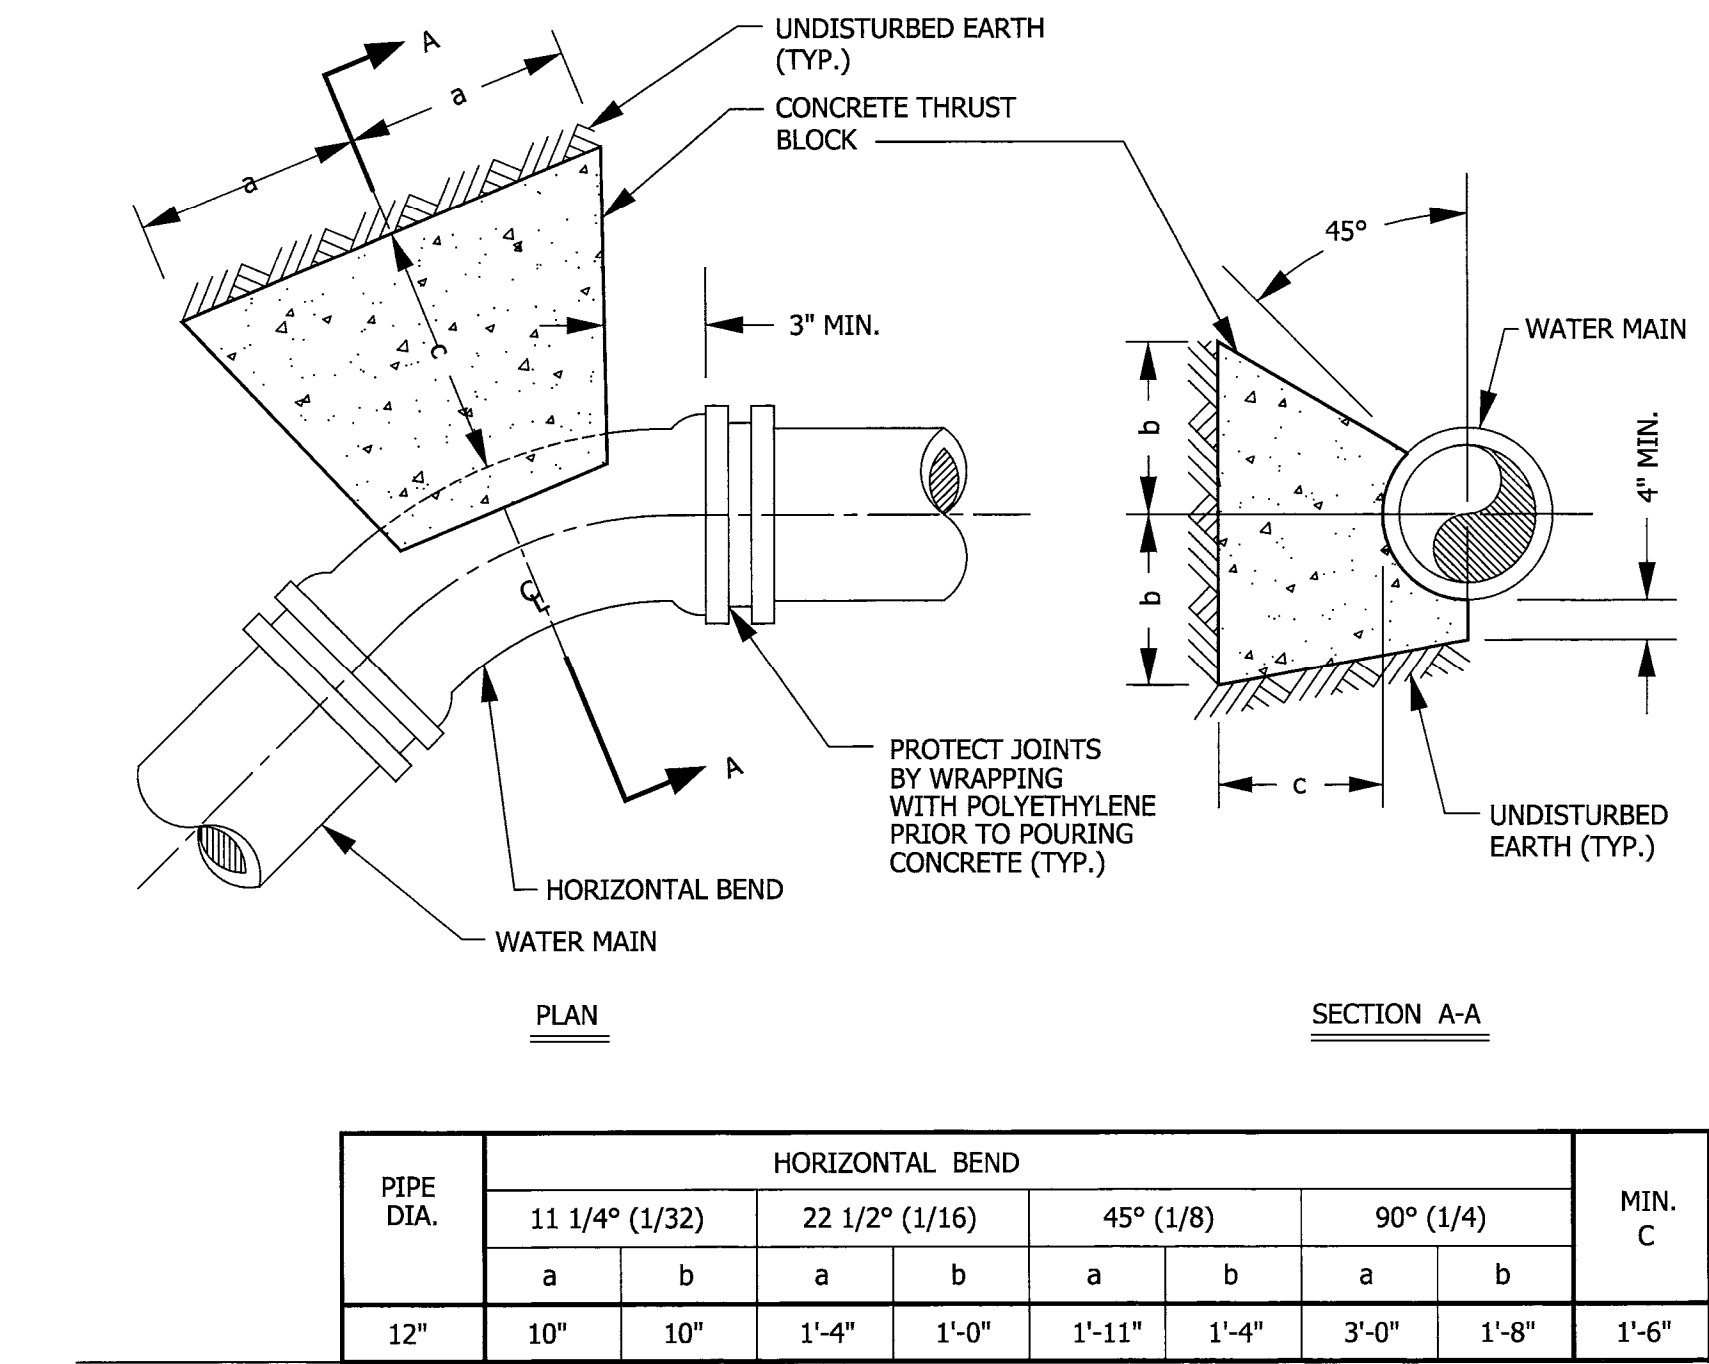 UNDISTURBED EARTH
(TYP.)
CONCRETE THRUST
BLOCK
A
a
a
c
3" MIN.
CL
A
PROTECT JOINTS
BY WRAPPING
WITH POLYETHYLENE
PRIOR TO POURING
CONCRETE (TYP.)
HORIZONTAL BEND
WATER MAIN
PLAN
45°
WATER MAIN
b
b
4" MIN.
c
UNDISTURBED
EARTH (TYP.)
SECTION A-A
PIPE
DIA.
HORIZONTAL BEND
MIN.
C
11 1/4° (1/32) 22 1/2° (1/16) 45° (1/8) 90° (1/4)
a b a b a b a b
12" 10" 10" 1'-4" 1'-0" 1'-11" 1'-4" 3'-0" 1'-8" 1'-6"